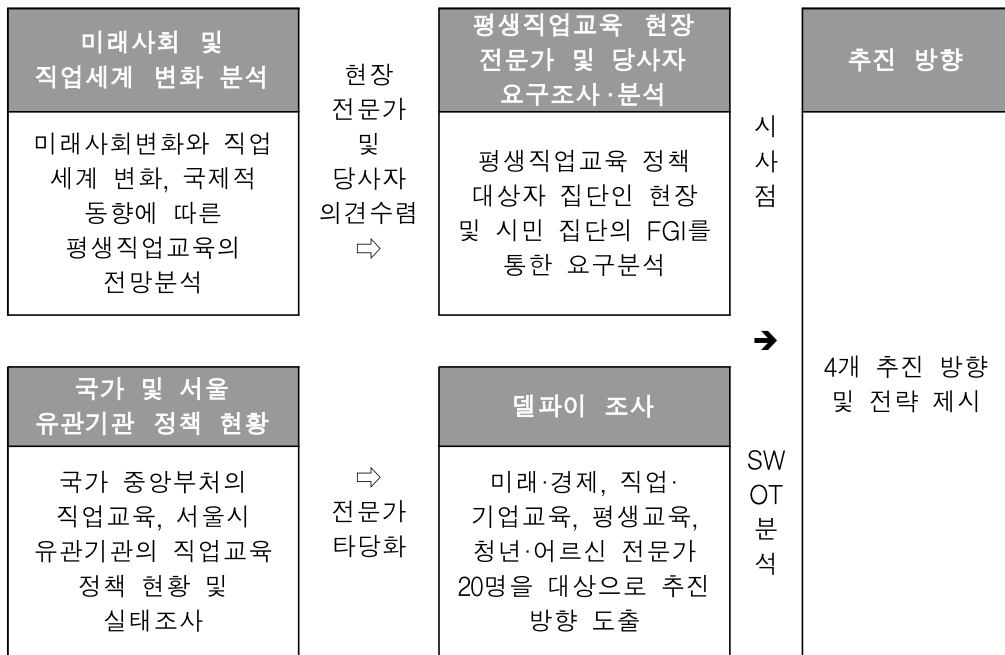 미래사회 및
직업세계 변화 분석
미래사회변화와 직업
세계 변화, 국제적
동향에 따른
평생직업교육의
전망분석
현장
전문가
및
당사자
의견수렴
⇨
평생직업교육 현장
전문가 및 당사자
요구조사·분석
평생직업교육 정책
대상자 집단인 현장
및 시민 집단의 FGI를
통한 요구분석
국가 및 서울
유관기관 정책 현황
국가 중앙부처의
직업교육, 서울시
유관기관의 직업교육
정책 현황 및
실태조사
⇨
전문가
타당화
델파이 조사
미래·경제, 직업·
기업교육, 평생교육,
청년·어르신 전문가
20명을 대상으로 추진
방향 도출
시
사
점
➔
SW
OT
분
석
추진 방향
4개 추진 방향
및 전략 제시